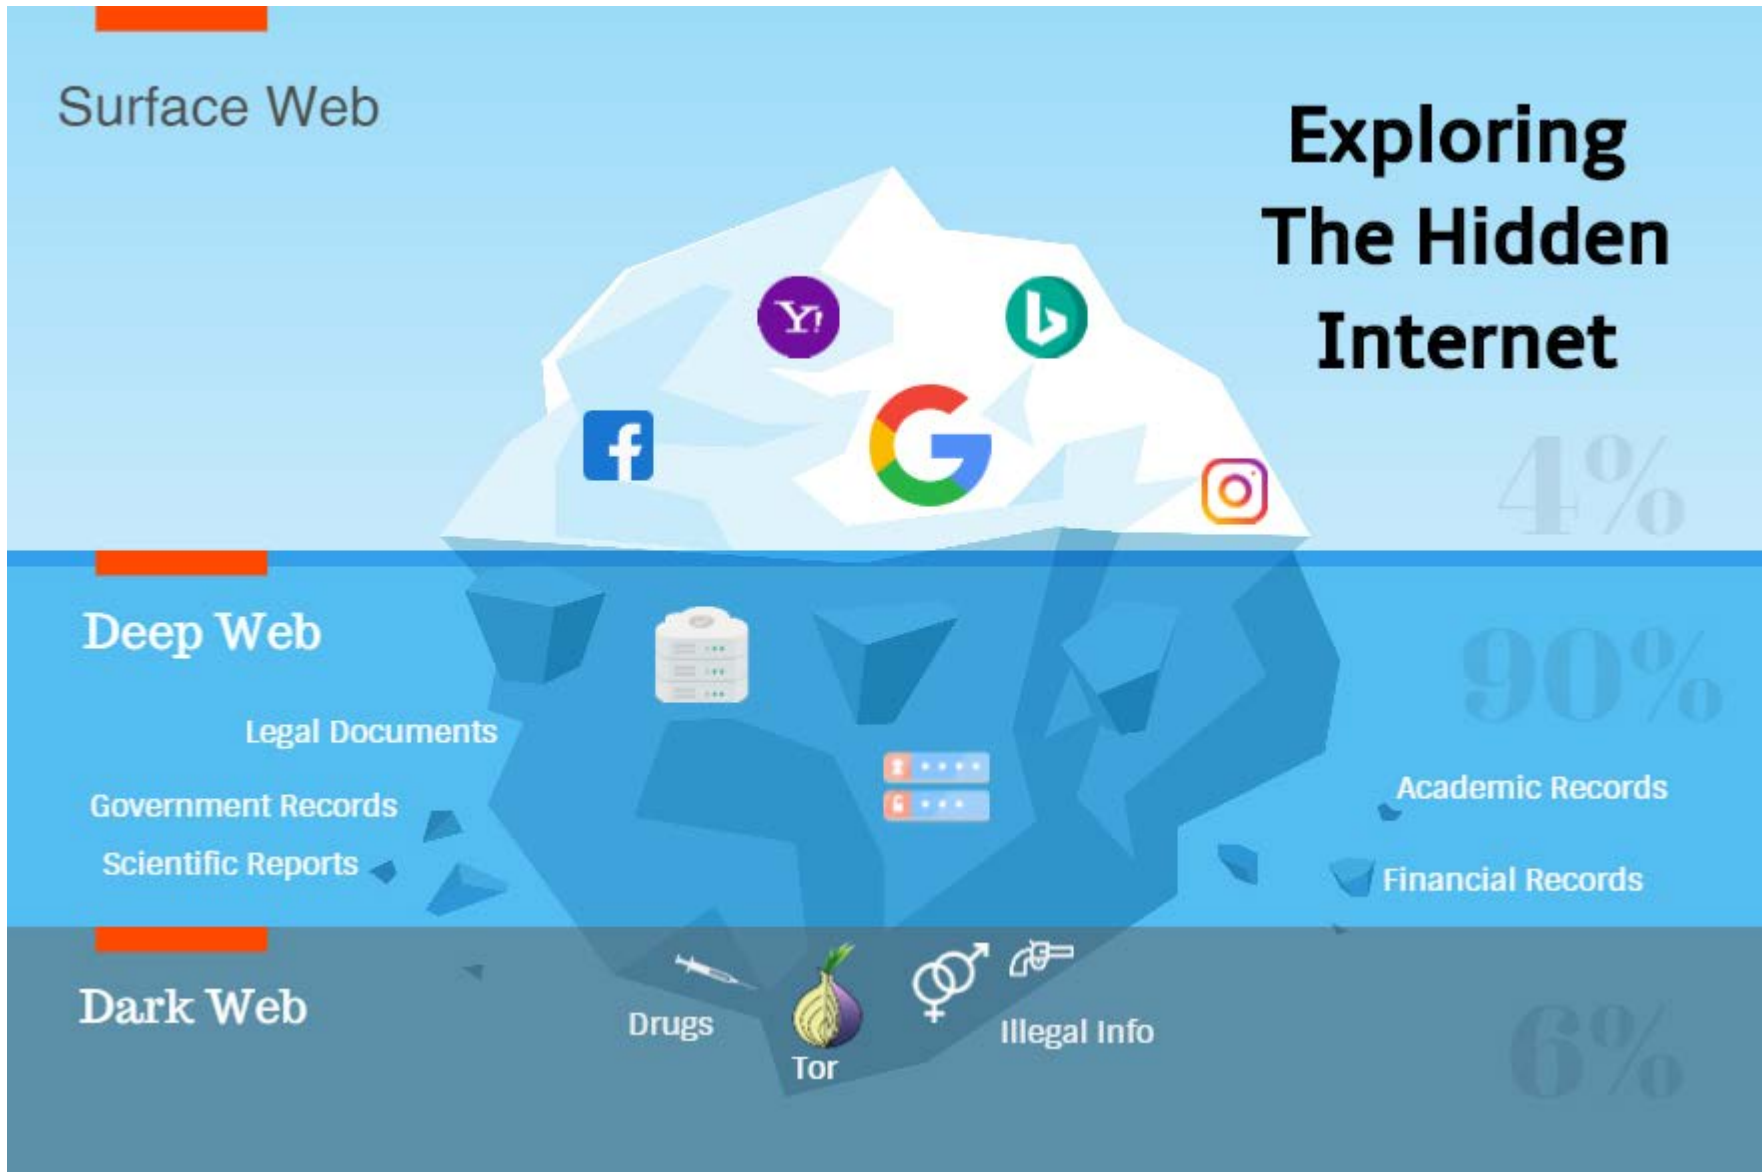 Surface Web
Exploring
The Hidden
Internet
4%
Deep Web
90%
Legal Documents
Government Records
Scientific Reports
Academic Records
Financial Records
Dark Web
Drugs
Tor
Illegal Info
6%